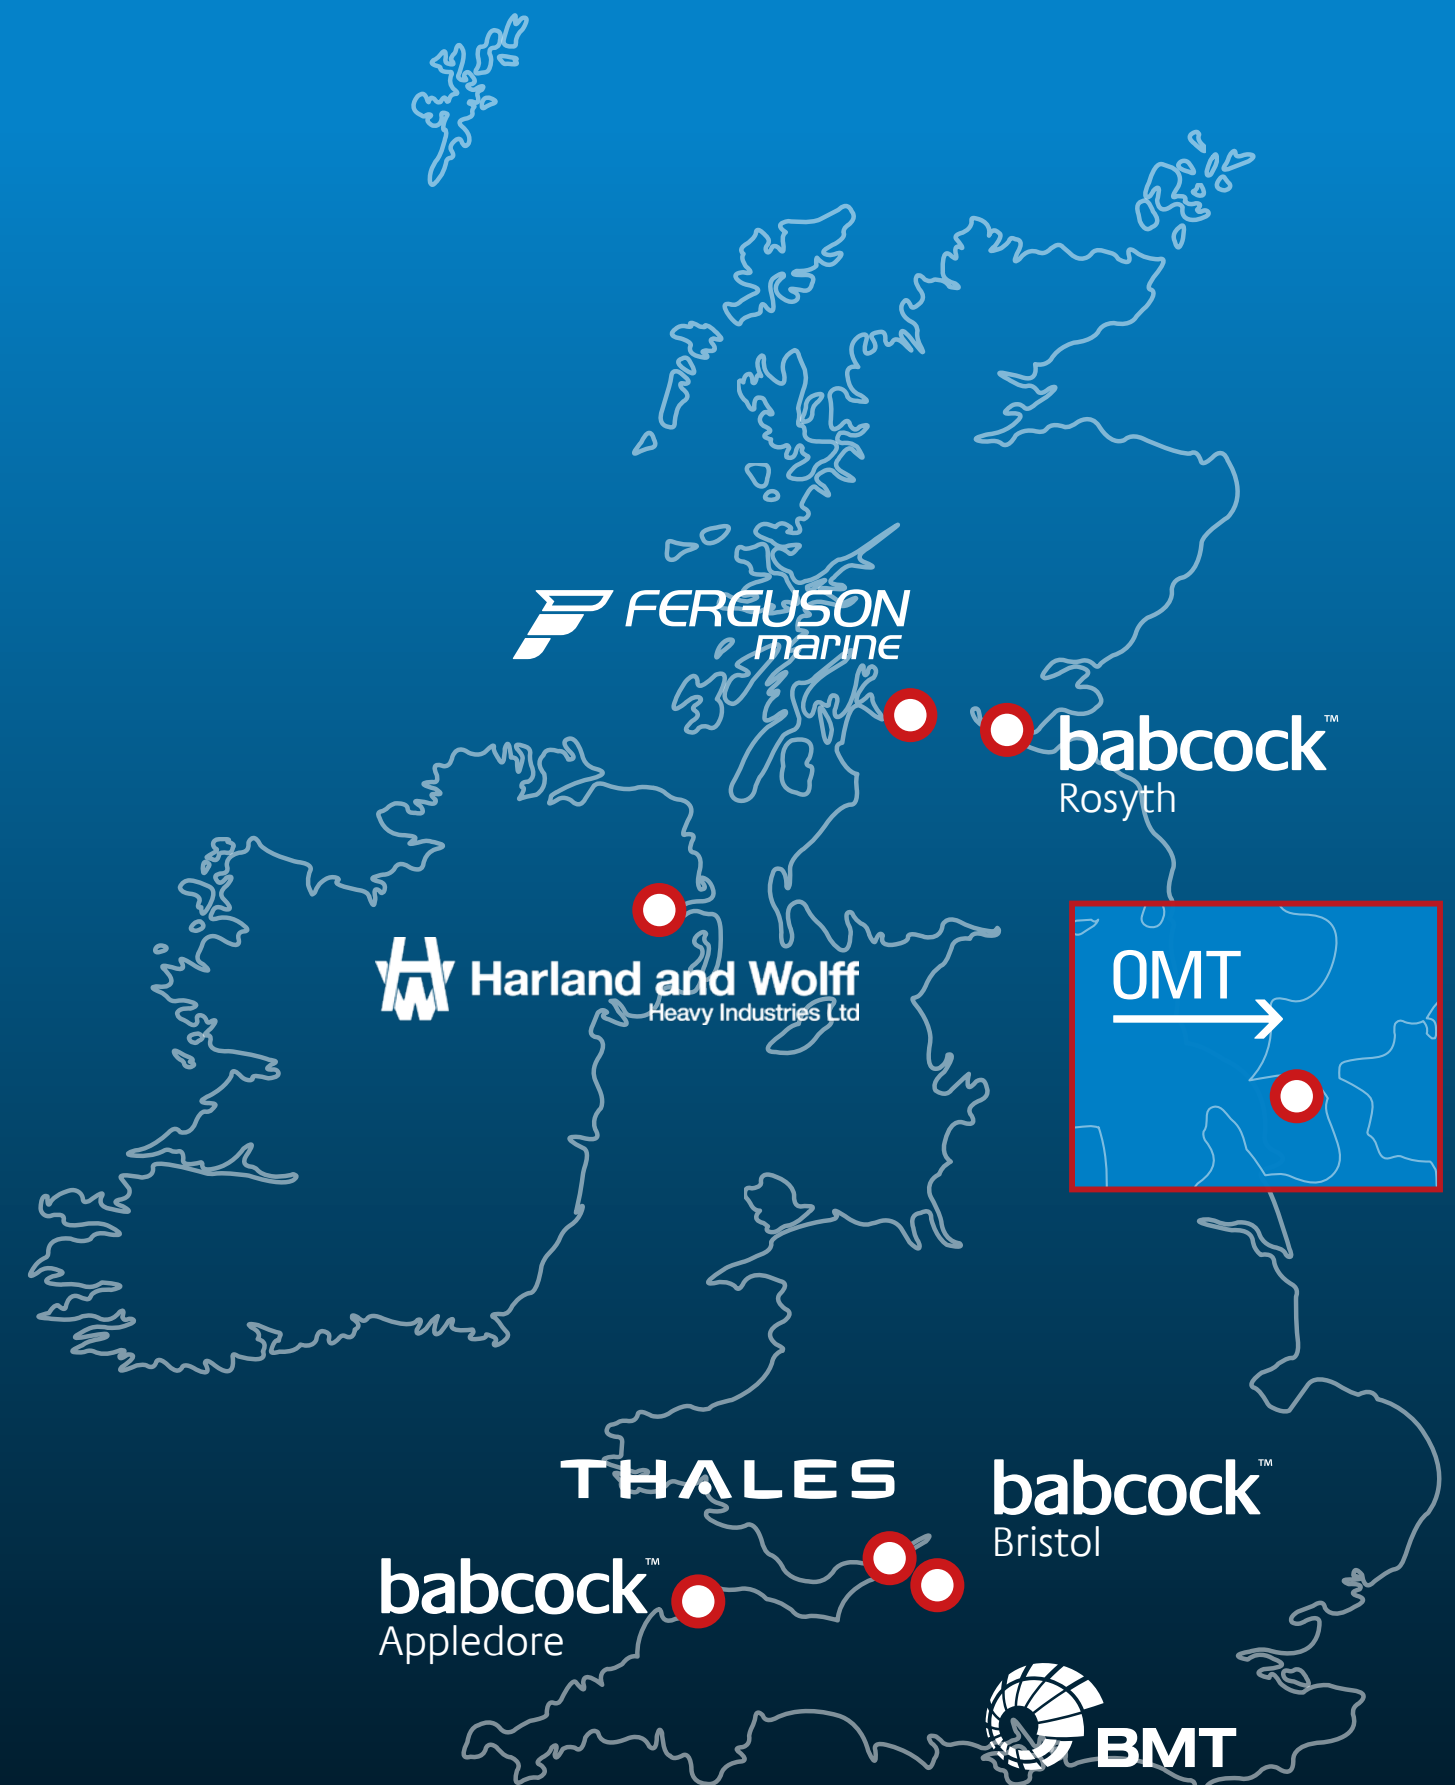 FERGUSON
marine
babcock™
Rosyth
Harland and Wolff
Heavy Industries Ltd
OMT
THALES
babcock™
Bristol
babcock™
Appledore
BMT